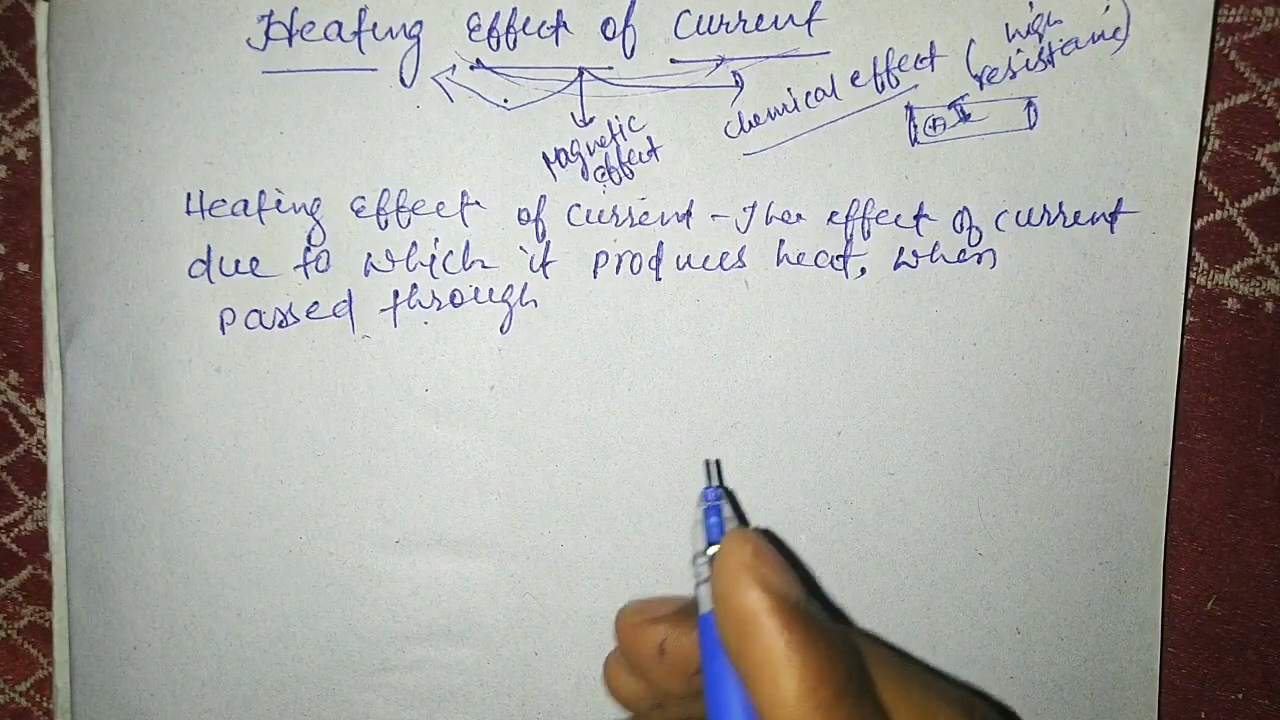 Heating Effect of Current
Magnetic
effect
chemical effect ( high
resistance)
Heating Effect of current - The effect of current
due to which it produces heat, when
passed through